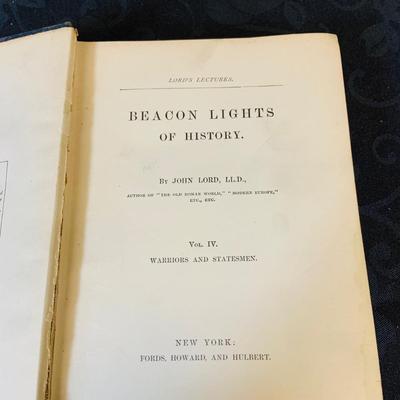 LORD'S LECTURES.
BEACON LIGHTS
OF HISTORY.
BY JOHN LORD, LL.D.,
AUTHOR OF "THE OLD ROMAN WORLD," "MODERN EUROPE,"
ETC., ETC.
VOL. IV.
WARRIORS AND STATESMEN.
NEW YORK:
FORDS, HOWARD, AND HULBERT.